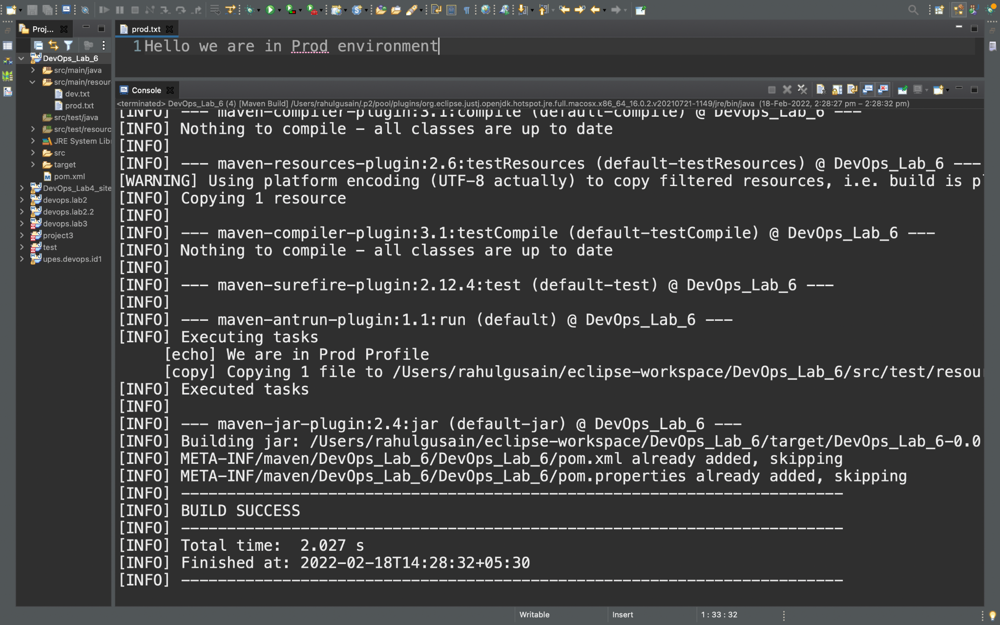 Proj...
prod.txt
1 Hello we are in Prod environment
DevOps_Lab_6
src/main/java
src/main/resour
dev.txt
prod.txt
src/test/java
src/test/resourc
JRE System Libr
src
target
pom.xml
DevOps_Lab4_site
devops.lab2
devops.lab2.2
devops.lab3
project3
test
upes.devops.id1
Console
<terminated> DevOps_Lab_6 (4) [Maven Build] /Users/rahulgusain/.p2/pool/plugins/org.eclipse.justj.openjdk.hotspot.jre.full.macosx.x86_64_16.0.2.v20210721-1149/jre/bin/java (18-Feb-2022, 2:28:27 pm – 2:28:32 pm)
[INFO] --- maven-compiler-plugin:3.1:compile (default-compile) @ DevOps_Lab_6 ---
[INFO] Nothing to compile - all classes are up to date
[INFO]
[INFO] --- maven-resources-plugin:2.6:testResources (default-testResources) @ DevOps_Lab_6 ---
[WARNING] Using platform encoding (UTF-8 actually) to copy filtered resources, i.e. build is p
[INFO] Copying 1 resource
[INFO]
[INFO] --- maven-compiler-plugin:3.1:testCompile (default-testCompile) @ DevOps_Lab_6 ---
[INFO] Nothing to compile - all classes are up to date
[INFO]
[INFO] --- maven-surefire-plugin:2.12.4:test (default-test) @ DevOps_Lab_6 ---
[INFO]
[INFO] --- maven-antrun-plugin:1.1:run (default) @ DevOps_Lab_6 ---
[INFO] Executing tasks
[echo] We are in Prod Profile
[copy] Copying 1 file to /Users/rahulgusain/eclipse-workspace/DevOps_Lab_6/src/test/resour
[INFO] Executed tasks
[INFO]
[INFO] --- maven-jar-plugin:2.4:jar (default-jar) @ DevOps_Lab_6 ---
[INFO] Building jar: /Users/rahulgusain/eclipse-workspace/DevOps_Lab_6/target/DevOps_Lab_6-0.0
[INFO] META-INF/maven/DevOps_Lab_6/DevOps_Lab_6/pom.xml already added, skipping
[INFO] META-INF/maven/DevOps_Lab_6/DevOps_Lab_6/pom.properties already added, skipping
[INFO] ------------------------------------------------------------------------
[INFO] BUILD SUCCESS
[INFO] ------------------------------------------------------------------------
[INFO] Total time:  2.027 s
[INFO] Finished at: 2022-02-18T14:28:32+05:30
[INFO] ------------------------------------------------------------------------
Writable Insert 1 : 33 : 32